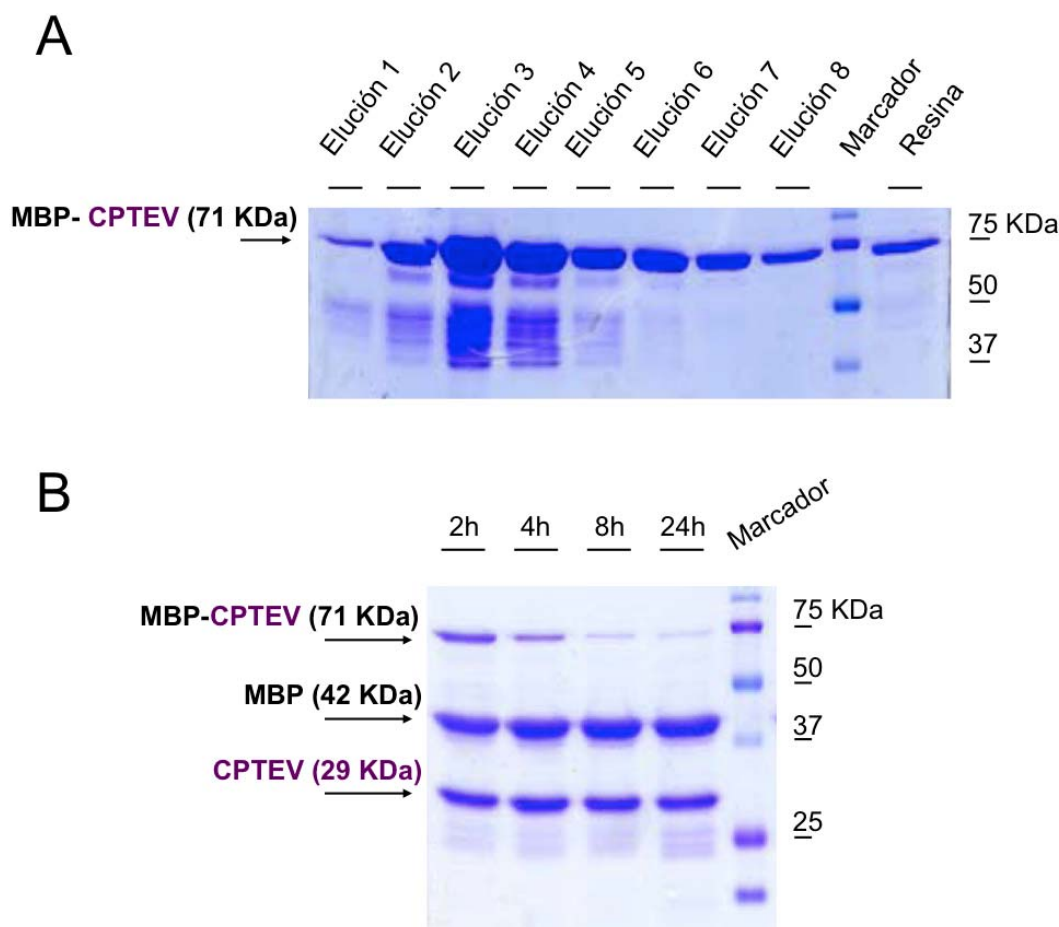 A
Elución 1
Elución 2
Elución 3
Elución 4
Elución 5
Elución 6
Elución 7
Elución 8
Marcador
Resina
MBP- CPTEV (71 KDa)
75 KDa
50
37
B
2h
4h
8h
24h
Marcador
MBP-CPTEV (71 KDa)
75 KDa
50
MBP (42 KDa)
37
CPTEV (29 KDa)
25